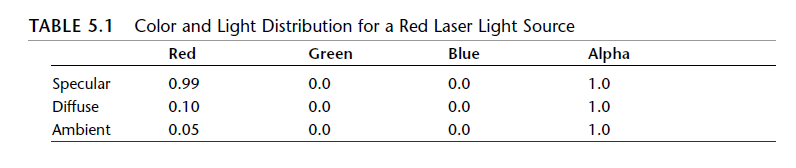 TABLE 5.1 Color and Light Distribution for a Red Laser Light Source
Red Green Blue Alpha
Specular 0.99 0.0 0.0 1.0
Diffuse 0.10 0.0 0.0 1.0
Ambient 0.05 0.0 0.0 1.0